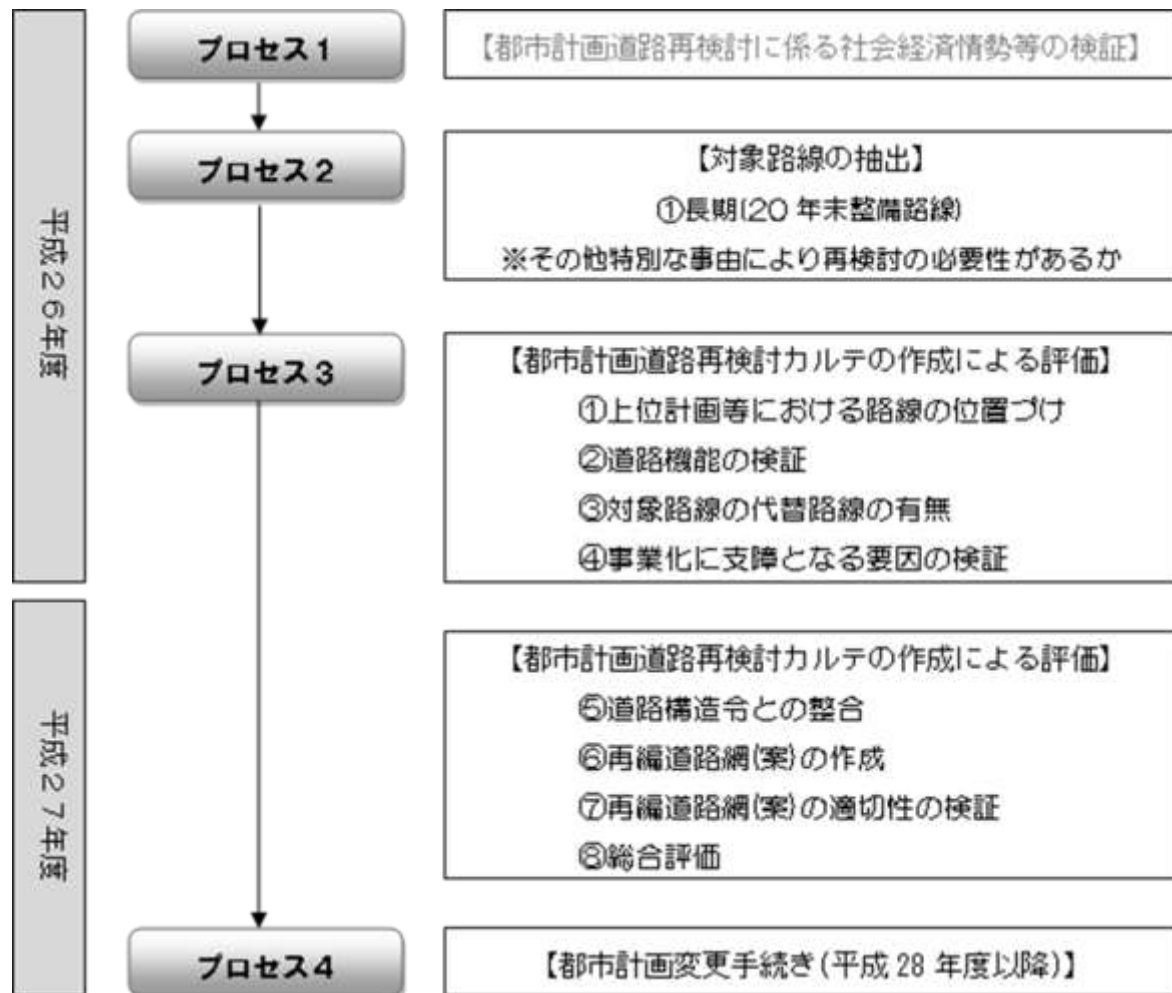 平成26年度
プロセス1
【都市計画道路再検討に係る社会経済情勢等の検証】
プロセス2
【対象路線の抽出】
①長期(20年未整備路線)
※その他特別な事由により再検討の必要性があるか
プロセス3
【都市計画道路再検討カルテの作成による評価】
①上位計画等における路線の位置づけ
②道路機能の検証
③対象路線の代替路線の有無
④事業化に支障となる要因の検証
平成27年度
【都市計画道路再検討カルテの作成による評価】
⑤道路構造令との整合
⑥再編道路網(案)の作成
⑦再編道路網(案)の適切性の検証
⑧総合評価
プロセス4
【都市計画変更手続き(平成28年度以降)】